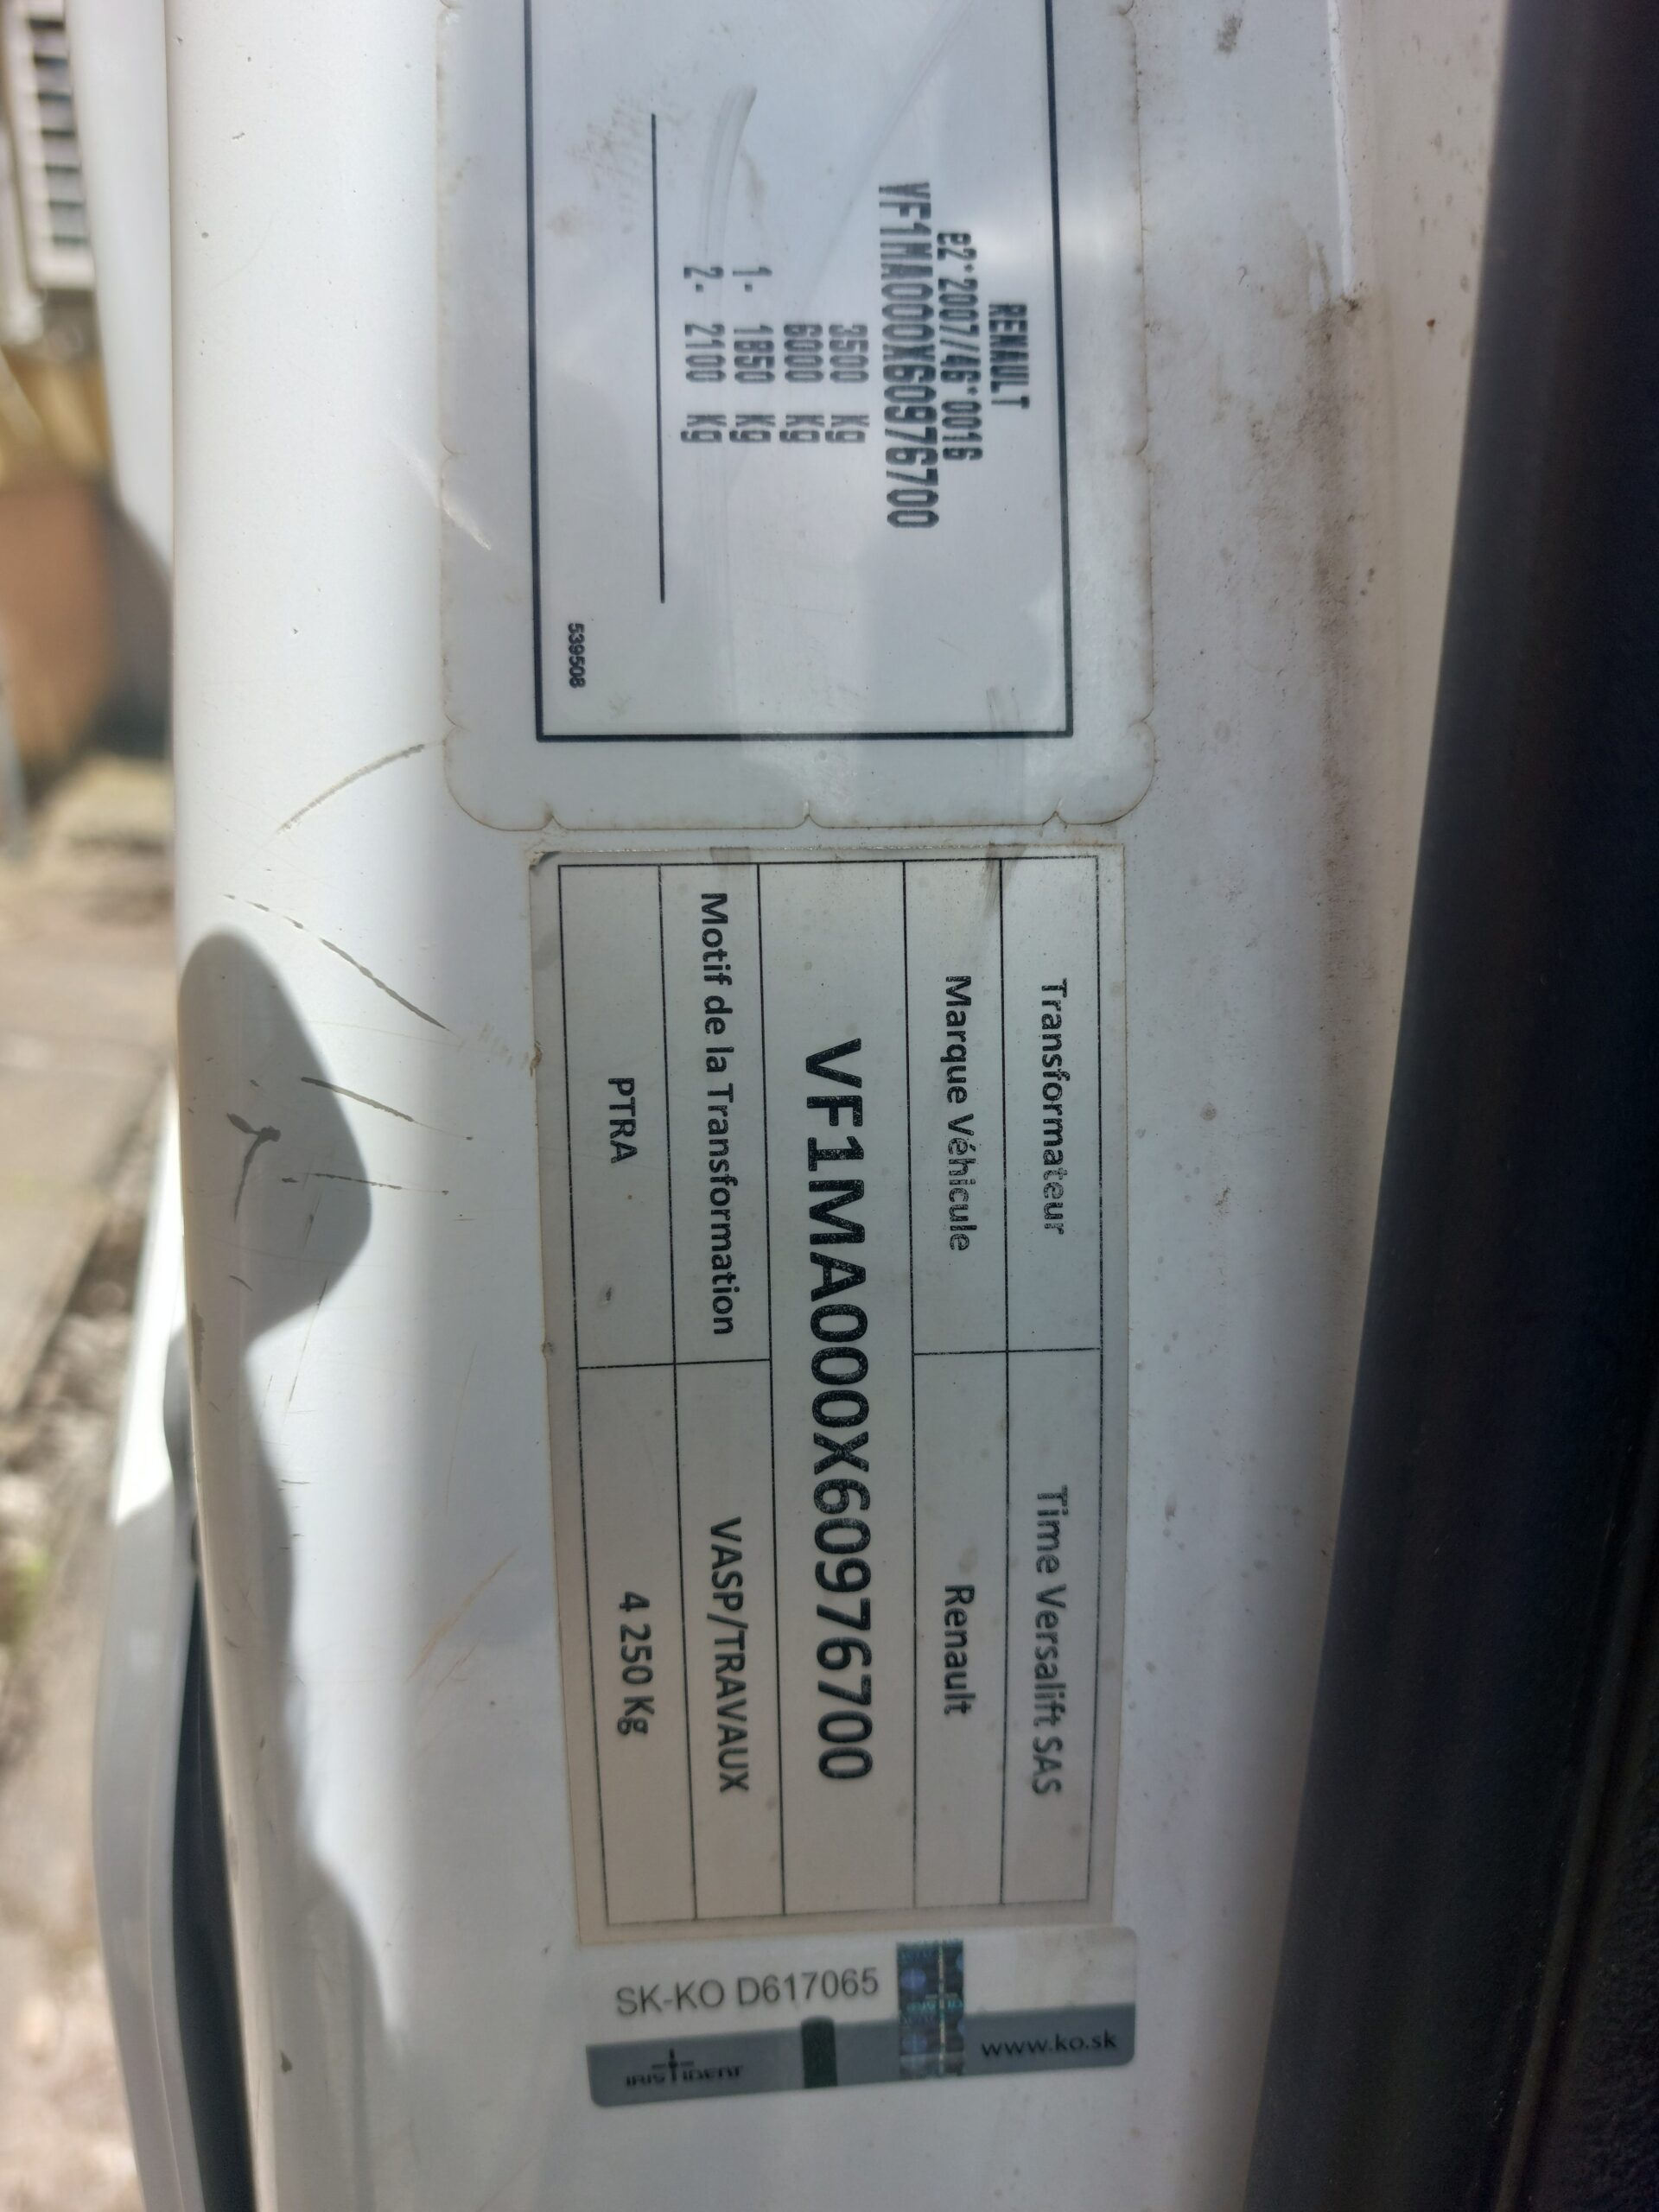 RENAULT
e2*2007/46*0016
VF1MA000X60976700
3500 Kg
6000 Kg
1- 1850 Kg
2- 2100 Kg
539508
Transformateur Time Versalift SAS
Marque Véhicule Renault
VF1MA000X60976700
Motif de la Transformation VASP/TRAVAUX
PTRA 4 250 Kg
SK-KO D617065
IRIS IDENT www.ko.sk